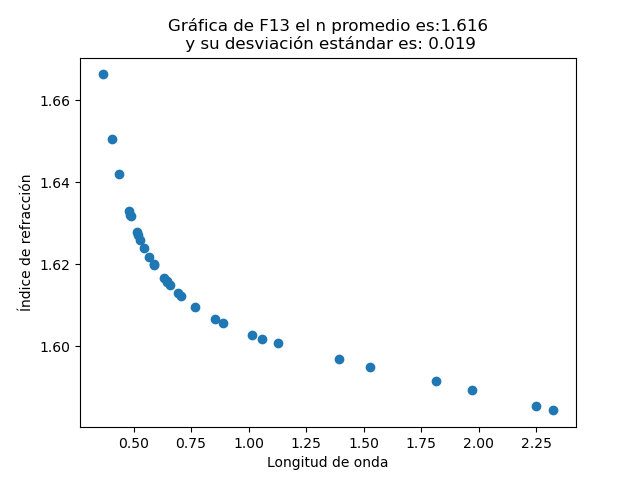 Gráfica de F13 el n promedio es:1.616
y su desviación estándar es: 0.019
Índice de refracción
1.66
1.64
1.62
1.60
0.50 0.75 1.00 1.25 1.50 1.75 2.00 2.25
Longitud de onda